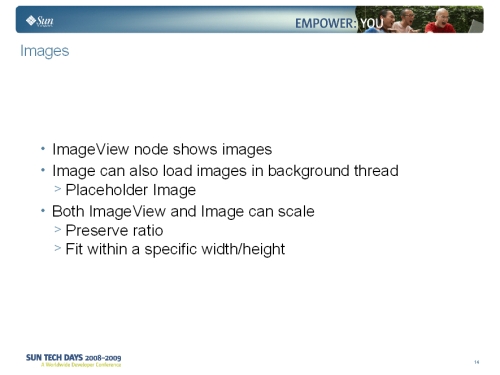 Sun
EMPOWER: YOU
Images
• ImageView node shows images
• Image can also load images in background thread
> Placeholder Image
• Both ImageView and Image can scale
> Preserve ratio
> Fit within a specific width/height
SUN TECH DAYS 2008–2009
A Worldwide Developer Conference
14